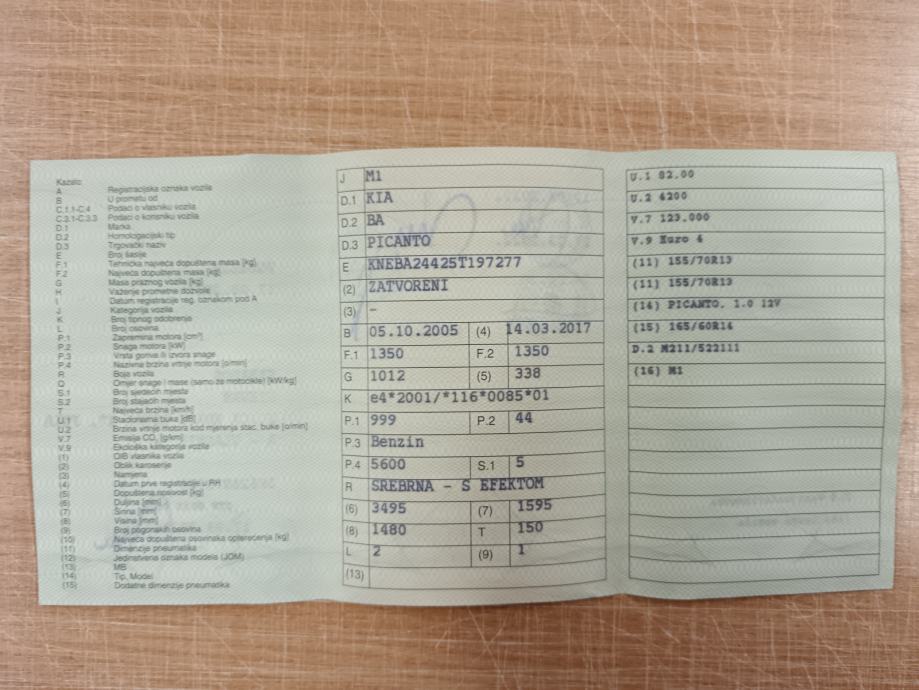 Kazalo:
A Registracijska oznaka vozila
B U prometu od
C.1.1-C.4 Podaci o vlasniku vozila
C.3.1-C.3.3 Podaci o korisniku vozila
D.1 Marka
D.2 Homologacijski tip
D.3 Trgovački naziv
E Broj šasije
F.1 Tehnička najveća dopuštena masa [kg]
F.2 Najveća dopuštena masa [kg]
G Masa praznog vozila [kg]
H Važenje prometne dozvole
I Datum registracije reg. oznakom pod A
J Kategorija vozila
K Broj tipnog odobrenje
L Broj osovina
P.1 Zapremina motora [cm³]
P.2 Snaga motora [kW]
P.3 Vrsta goriva ili izvora snage
P.4 Nazivna brzina vrtnje motora [o/min]
R Boja vozila
Q Omjer snage i mase (samo za motocikle) [kW/kg]
S.1 Broj sjedećih mjesta
S.2 Broj stajaćih mjesta
T Najveća brzina [km/h]
U.1 Stacionarna buka [dB]
U.2 Brzina vrtnje motora kod mjerenja stac. buke [o/min]
V.7 Emisija CO₂ [g/km]
V.9 Ekološka kategorija vozila
(1) OIB vlasnika vozila
(2) Oblik karoserije
(3) Namjena
(4) Datum prve registracije u RH
(5) Dopuštena nosivost [kg]
(6) Duljina [mm]
(7) Širina [mm]
(8) Visina [mm]
(9) Broj pogonskih osovina
(10) Najveća dopuštena osovinska opterećenja [kg]
(11) Dimenzije pneumatika
(12) Jedinstvena oznaka modela (JOM)
(13) MB
(14) Tip, Model
(15) Dodatne dimenzije pneumatika
J M1
D.1 KIA
D.2 BA
D.3 PICANTO
E KNEBA24425T197277
(2) ZATVORENI
(3) –
B 05.10.2005 (4) 14.03.2017
F.1 1350 F.2 1350
G 1012 (5) 338
K e4*2001/*116*0085*01
P.1 999 P.2 44
P.3 Benzin
P.4 5600 S.1 5
R SREBRNA - S EFEKTOM
(6) 3495 (7) 1595
(8) 1480 T 150
L 2 (9) 1
(13)
U.1 82.00
U.2 4200
V.7 123.000
V.9 Euro 4
(11) 155/70R13
(11) 155/70R13
(14) PICANTO, 1.0 12V
(15) 165/60R14
D.2 M211/522111
(16) M1